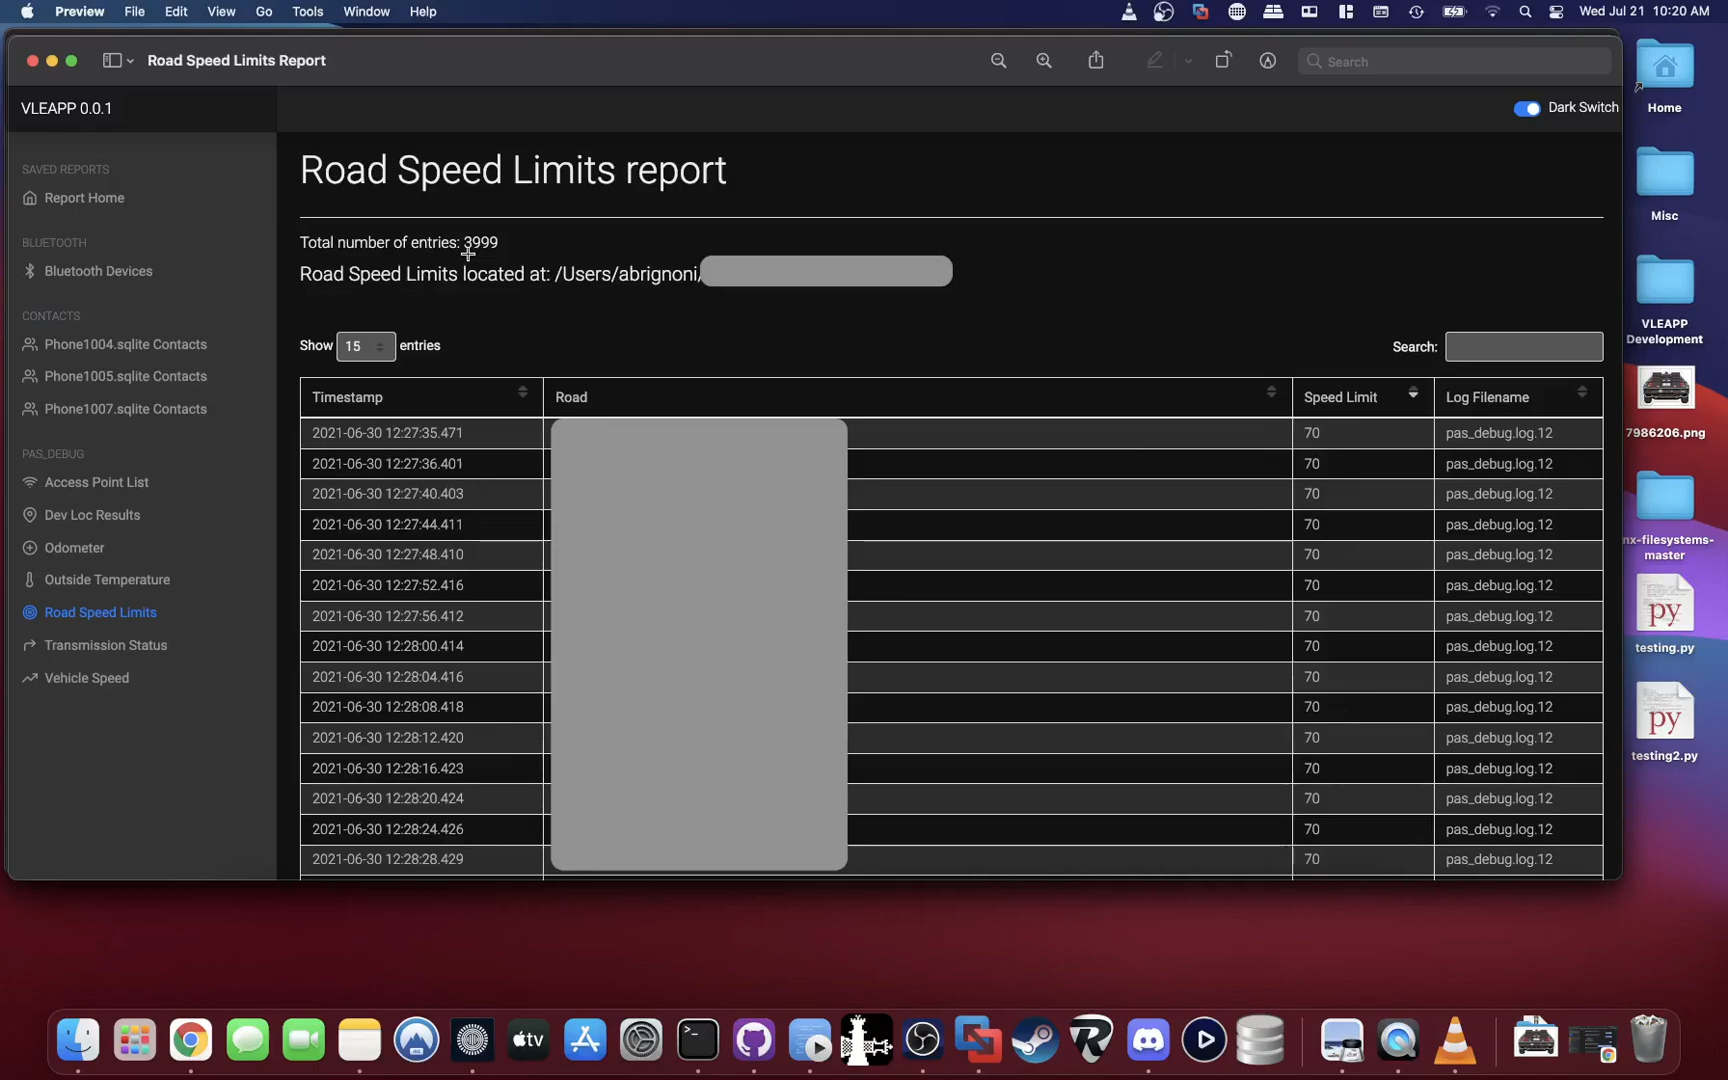 Preview File Edit View Go Tools Window Help Wed Jul 21 10:20 AM
Road Speed Limits Report
Search
VLEAPP 0.0.1
Dark Switch
SAVED REPORTS
Report Home
BLUETOOTH
Bluetooth Devices
CONTACTS
Phone1004.sqlite Contacts
Phone1005.sqlite Contacts
Phone1007.sqlite Contacts
PAS_DEBUG
Access Point List
Dev Loc Results
Odometer
Outside Temperature
Road Speed Limits
Transmission Status
Vehicle Speed
Road Speed Limits report
Total number of entries: 3999
Road Speed Limits located at: /Users/abrignoni/
Show 15 entries
Search:
Timestamp Road Speed Limit Log Filename
2021-06-30 12:27:35.471 70 pas_debug.log.12
2021-06-30 12:27:36.401 70 pas_debug.log.12
2021-06-30 12:27:40.403 70 pas_debug.log.12
2021-06-30 12:27:44.411 70 pas_debug.log.12
2021-06-30 12:27:48.410 70 pas_debug.log.12
2021-06-30 12:27:52.416 70 pas_debug.log.12
2021-06-30 12:27:56.412 70 pas_debug.log.12
2021-06-30 12:28:00.414 70 pas_debug.log.12
2021-06-30 12:28:04.416 70 pas_debug.log.12
2021-06-30 12:28:08.418 70 pas_debug.log.12
2021-06-30 12:28:12.420 70 pas_debug.log.12
2021-06-30 12:28:16.423 70 pas_debug.log.12
2021-06-30 12:28:20.424 70 pas_debug.log.12
2021-06-30 12:28:24.426 70 pas_debug.log.12
2021-06-30 12:28:28.429 70 pas_debug.log.12
Home
Misc
VLEAPP
Development
7986206.png
nx-filesystems-
master
py
testing.py
py
testing2.py
tv